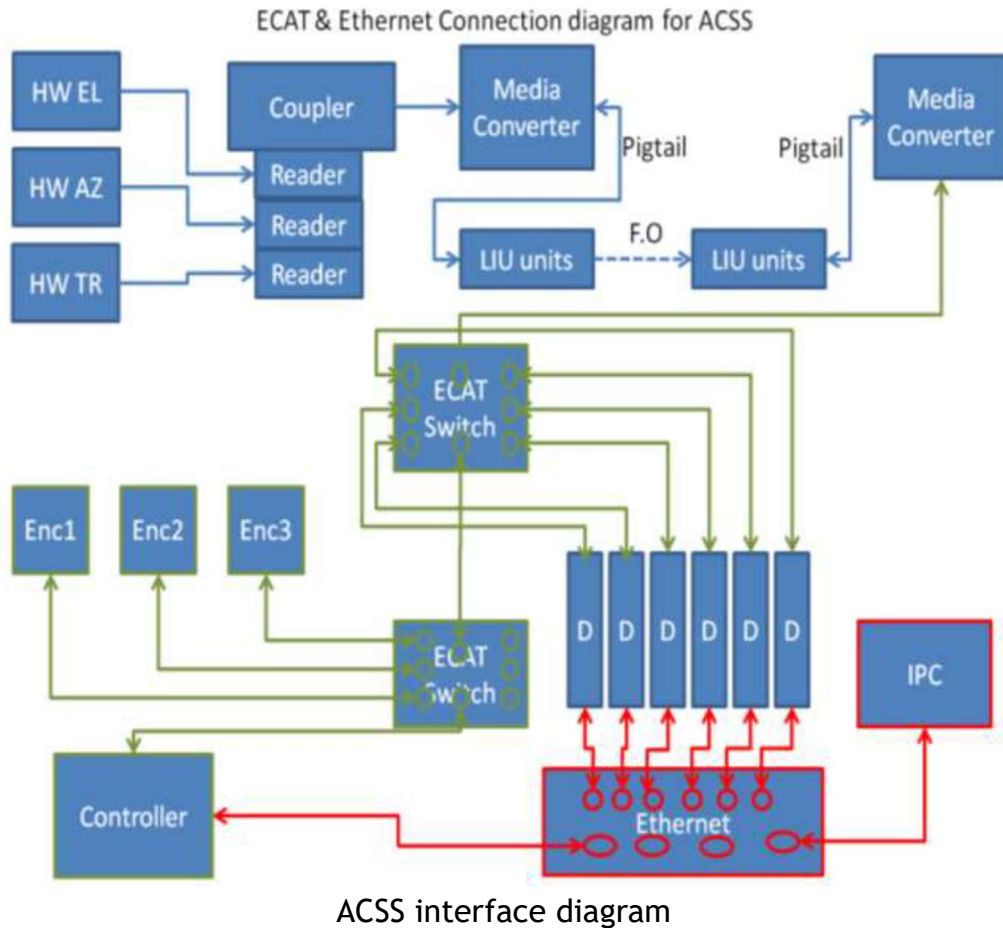 ECAT & Ethernet Connection diagram for ACSS
HW EL
Coupler
Media
Converter
Media
Converter
Pigtail
Pigtail
Reader
HW AZ
Reader
F.O
Reader
LIU units
LIU units
HW TR
ECAT
Switch
Enc1
Enc2
Enc3
D
D
D
D
D
D
ECAT
Switch
IPC
Controller
Ethernet
ACSS interface diagram